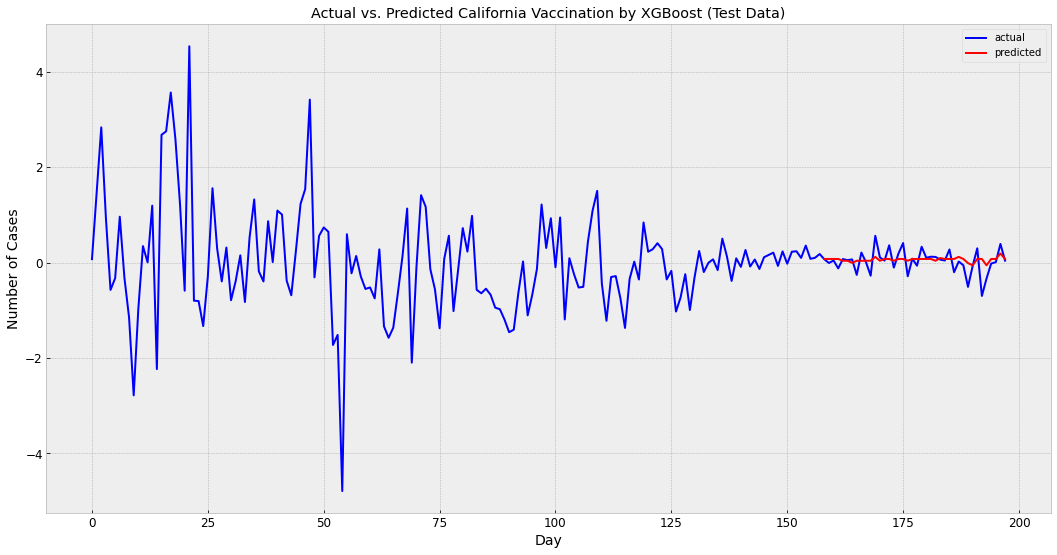 Actual vs. Predicted California Vaccination by XGBoost (Test Data)
actual
predicted
Number of Cases
4
2
0
−2
−4
0 25 50 75 100 125 150 175 200
Day